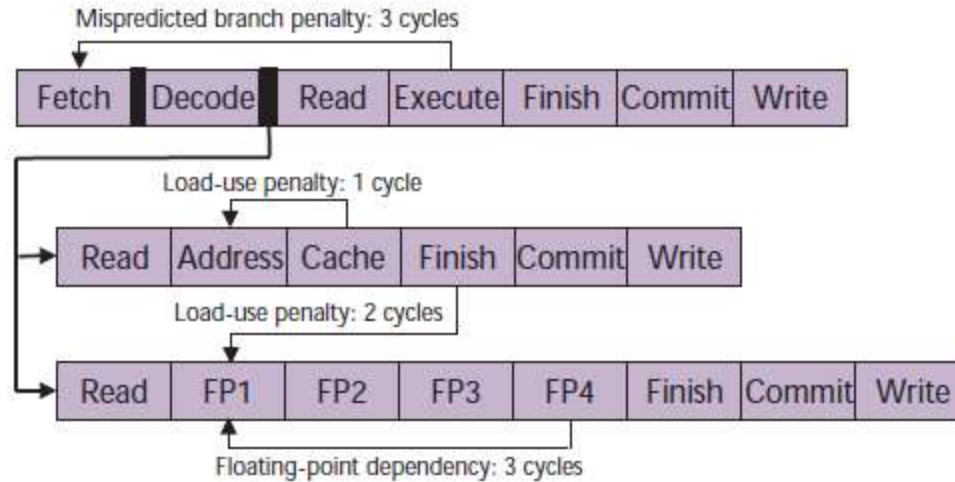 Mispredicted branch penalty: 3 cycles
Fetch Decode Read Execute Finish Commit Write
Load-use penalty: 1 cycle
Read Address Cache Finish Commit Write
Load-use penalty: 2 cycles
Read FP1 FP2 FP3 FP4 Finish Commit Write
Floating-point dependency: 3 cycles